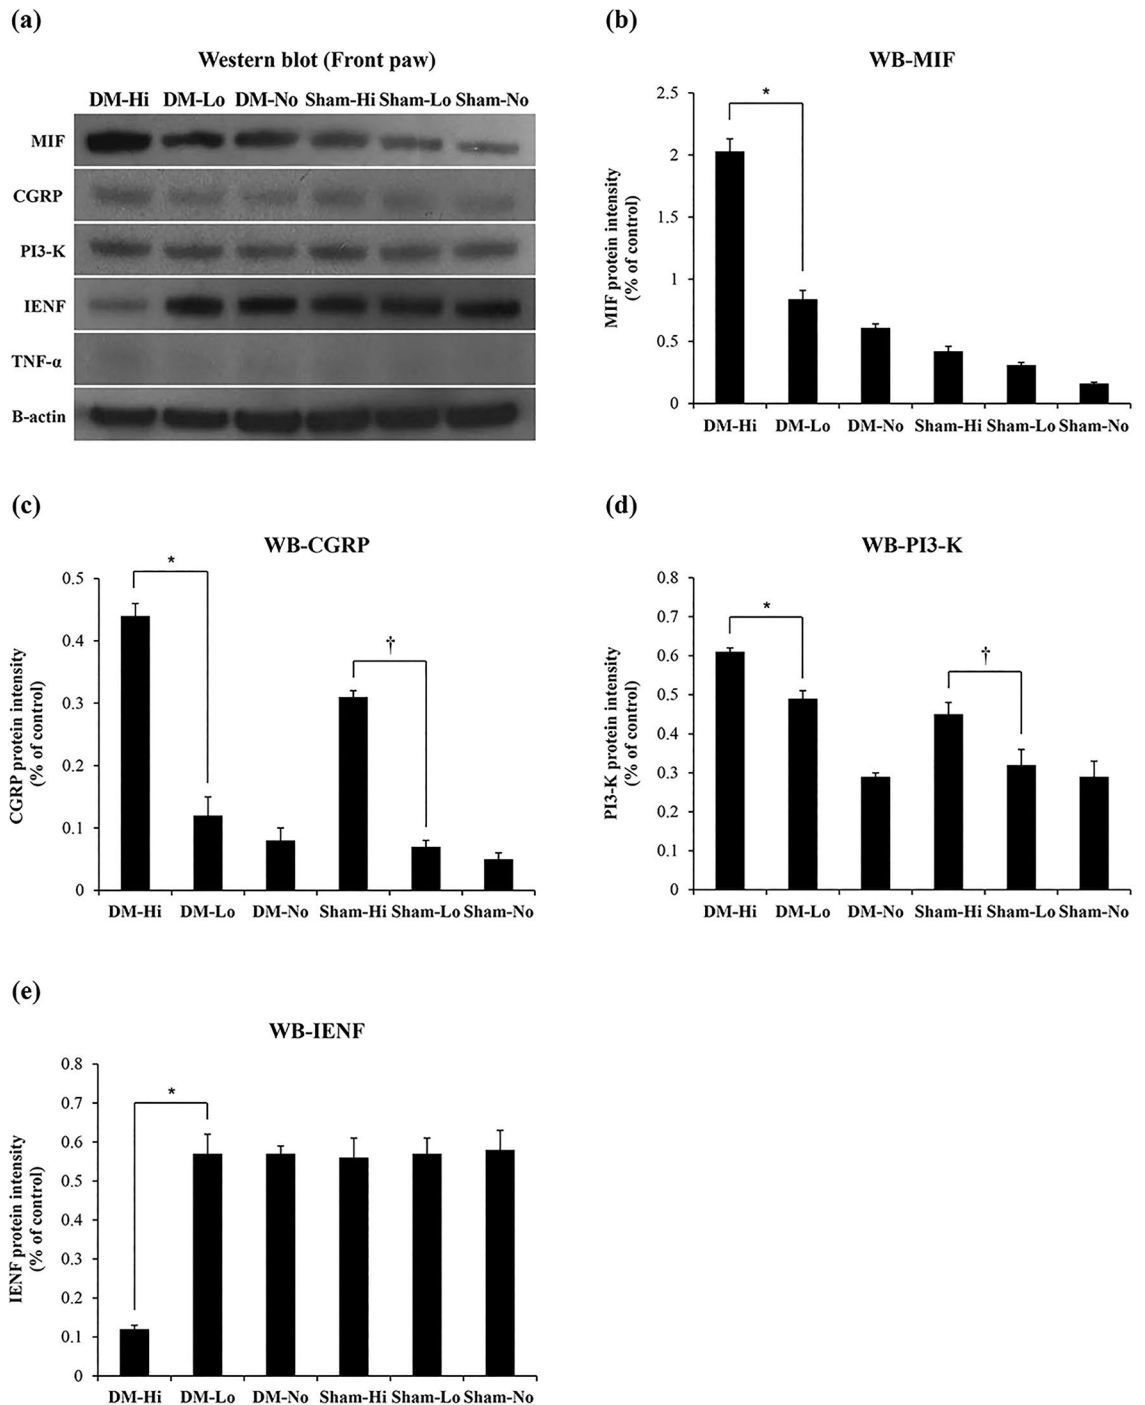 (a)
Western blot (Front paw)
DM-Hi DM-Lo DM-No Sham-Hi Sham-Lo Sham-No
MIF
CGRP
PI3-K
IENF
TNF-α
B-actin
(b)
WB-MIF
MIF protein intensity
(% of control)
2.5
2
1.5
1
0.5
0
*
DM-Hi DM-Lo DM-No Sham-Hi Sham-Lo Sham-No
(c)
WB-CGRP
CGRP protein intensity
(% of control)
0.5
0.4
0.3
0.2
0.1
0
*
†
DM-Hi DM-Lo DM-No Sham-Hi Sham-Lo Sham-No
(d)
WB-PI3-K
PI3-K protein intensity
(% of control)
0.8
0.7
0.6
0.5
0.4
0.3
0.2
0.1
0
*
†
DM-Hi DM-Lo DM-No Sham-Hi Sham-Lo Sham-No
(e)
WB-IENF
IENF protein intensity
(% of control)
0.8
0.7
0.6
0.5
0.4
0.3
0.2
0.1
0
*
DM-Hi DM-Lo DM-No Sham-Hi Sham-Lo Sham-No